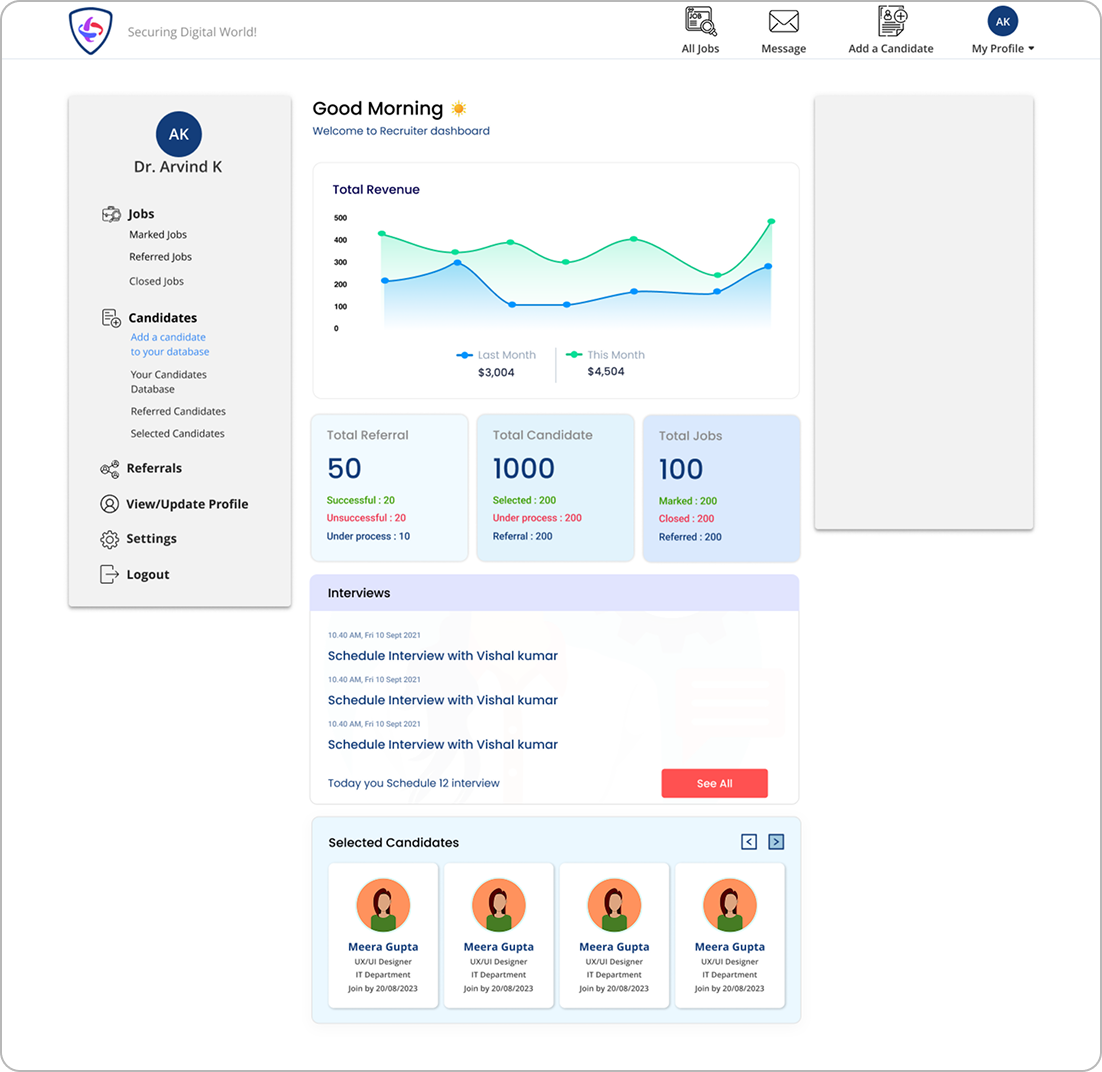 Securing Digital World!
JOB
All Jobs
Message
Add a Candidate
AK
My Profile
AK
Dr. Arvind K
Jobs
Marked Jobs
Referred Jobs
Closed Jobs
Candidates
Add a candidate
to your database
Your Candidates
Database
Referred Candidates
Selected Candidates
Referrals
View/Update Profile
Settings
Logout
Good Morning
Welcome to Recruiter dashboard
Total Revenue
500
400
300
200
100
0
Last Month
$3,004
This Month
$4,504
Total Referral
50
Successful : 20
Unsuccessful : 20
Under process : 10
Total Candidate
1000
Selected : 200
Under process : 200
Referral : 200
Total Jobs
100
Marked : 200
Closed : 200
Referred : 200
Interviews
10.40 AM, Fri 10 Sept 2021
Schedule Interview with Vishal kumar
10.40 AM, Fri 10 Sept 2021
Schedule Interview with Vishal kumar
10.40 AM, Fri 10 Sept 2021
Schedule Interview with Vishal kumar
Today you Schedule 12 interview
See All
Selected Candidates
Meera Gupta
UX/UI Designer
IT Department
Join by 20/08/2023
Meera Gupta
UX/UI Designer
IT Department
Join by 20/08/2023
Meera Gupta
UX/UI Designer
IT Department
Join by 20/08/2023
Meera Gupta
UX/UI Designer
IT Department
Join by 20/08/2023